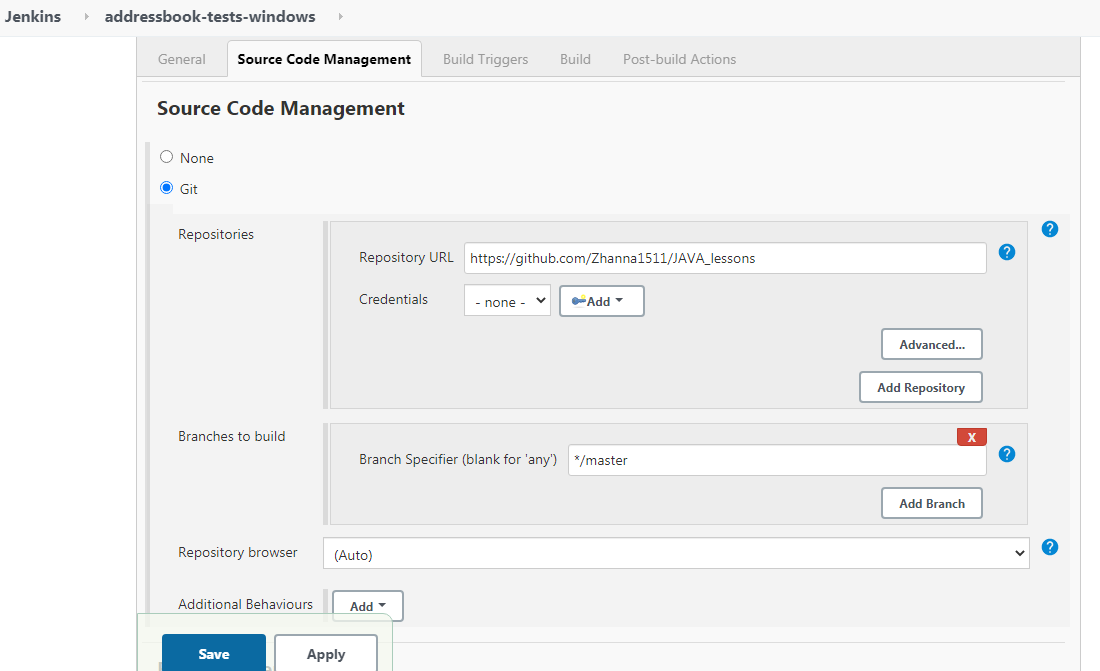 Jenkins addressbook-tests-windows
General Source Code Management Build Triggers Build Post-build Actions
Source Code Management
None
Git
Repositories
?
Repository URL https://github.com/Zhanna1511/JAVA_lessons ?
Credentials - none - Add
Advanced...
Add Repository
Branches to build
X
Branch Specifier (blank for 'any') */master ?
Add Branch
Repository browser (Auto) ?
Additional Behaviours Add
Save Apply